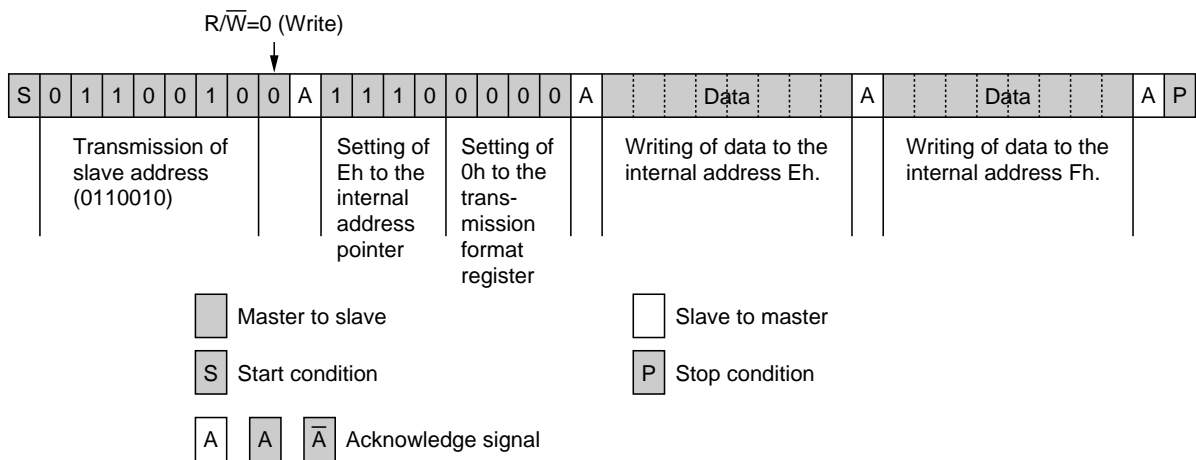 R/W̅=0 (Write)
S 0 1 1 0 0 1 0 0 A 1 1 1 0 0 0 0 0 A Data A Data A P
Transmission of
slave address
(0110010)
Setting of
Eh to the
internal
address
pointer
Setting of
0h to the
trans-
mission
format
register
Writing of data to the
internal address Eh.
Writing of data to the
internal address Fh.
Master to slave
Slave to master
S Start condition
P Stop condition
A A A̅ Acknowledge signal